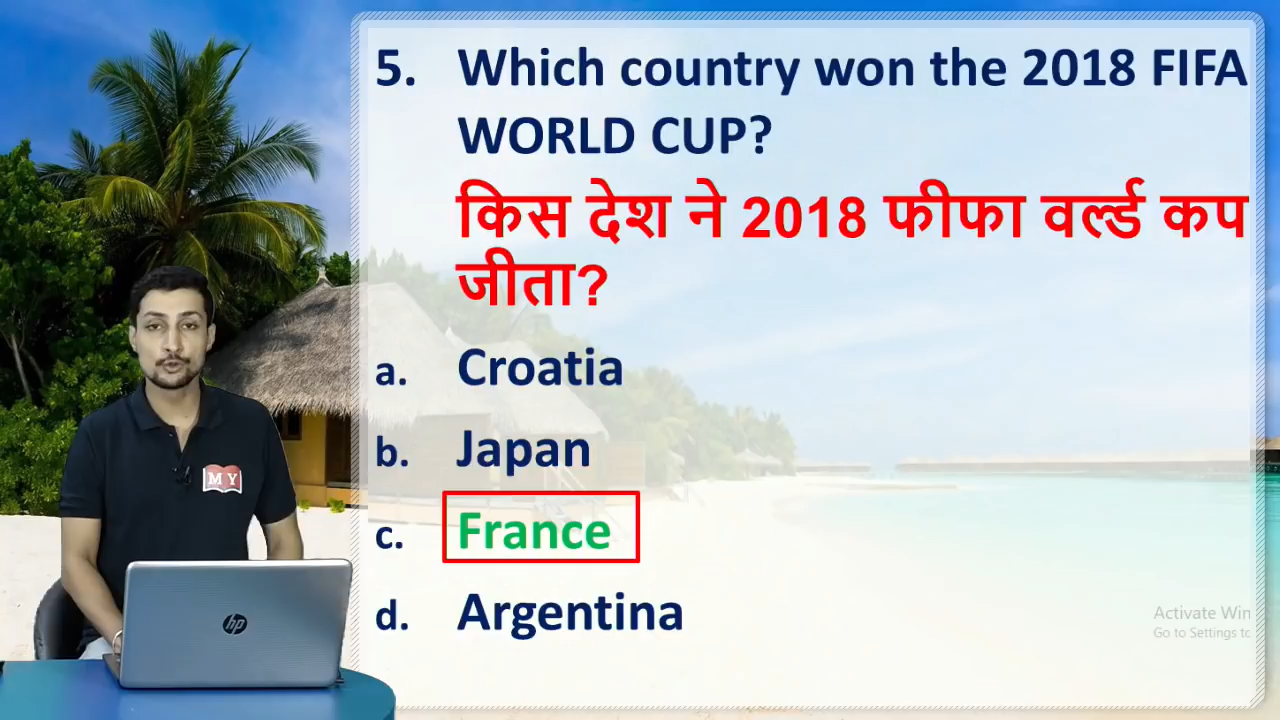 5. Which country won the 2018 FIFA
WORLD CUP?
किस देश ने 2018 फीफा वर्ल्ड कप
जीता?
a. Croatia
b. Japan
c. France
d. Argentina
MY
hp
Activate Win
Go to Settings to